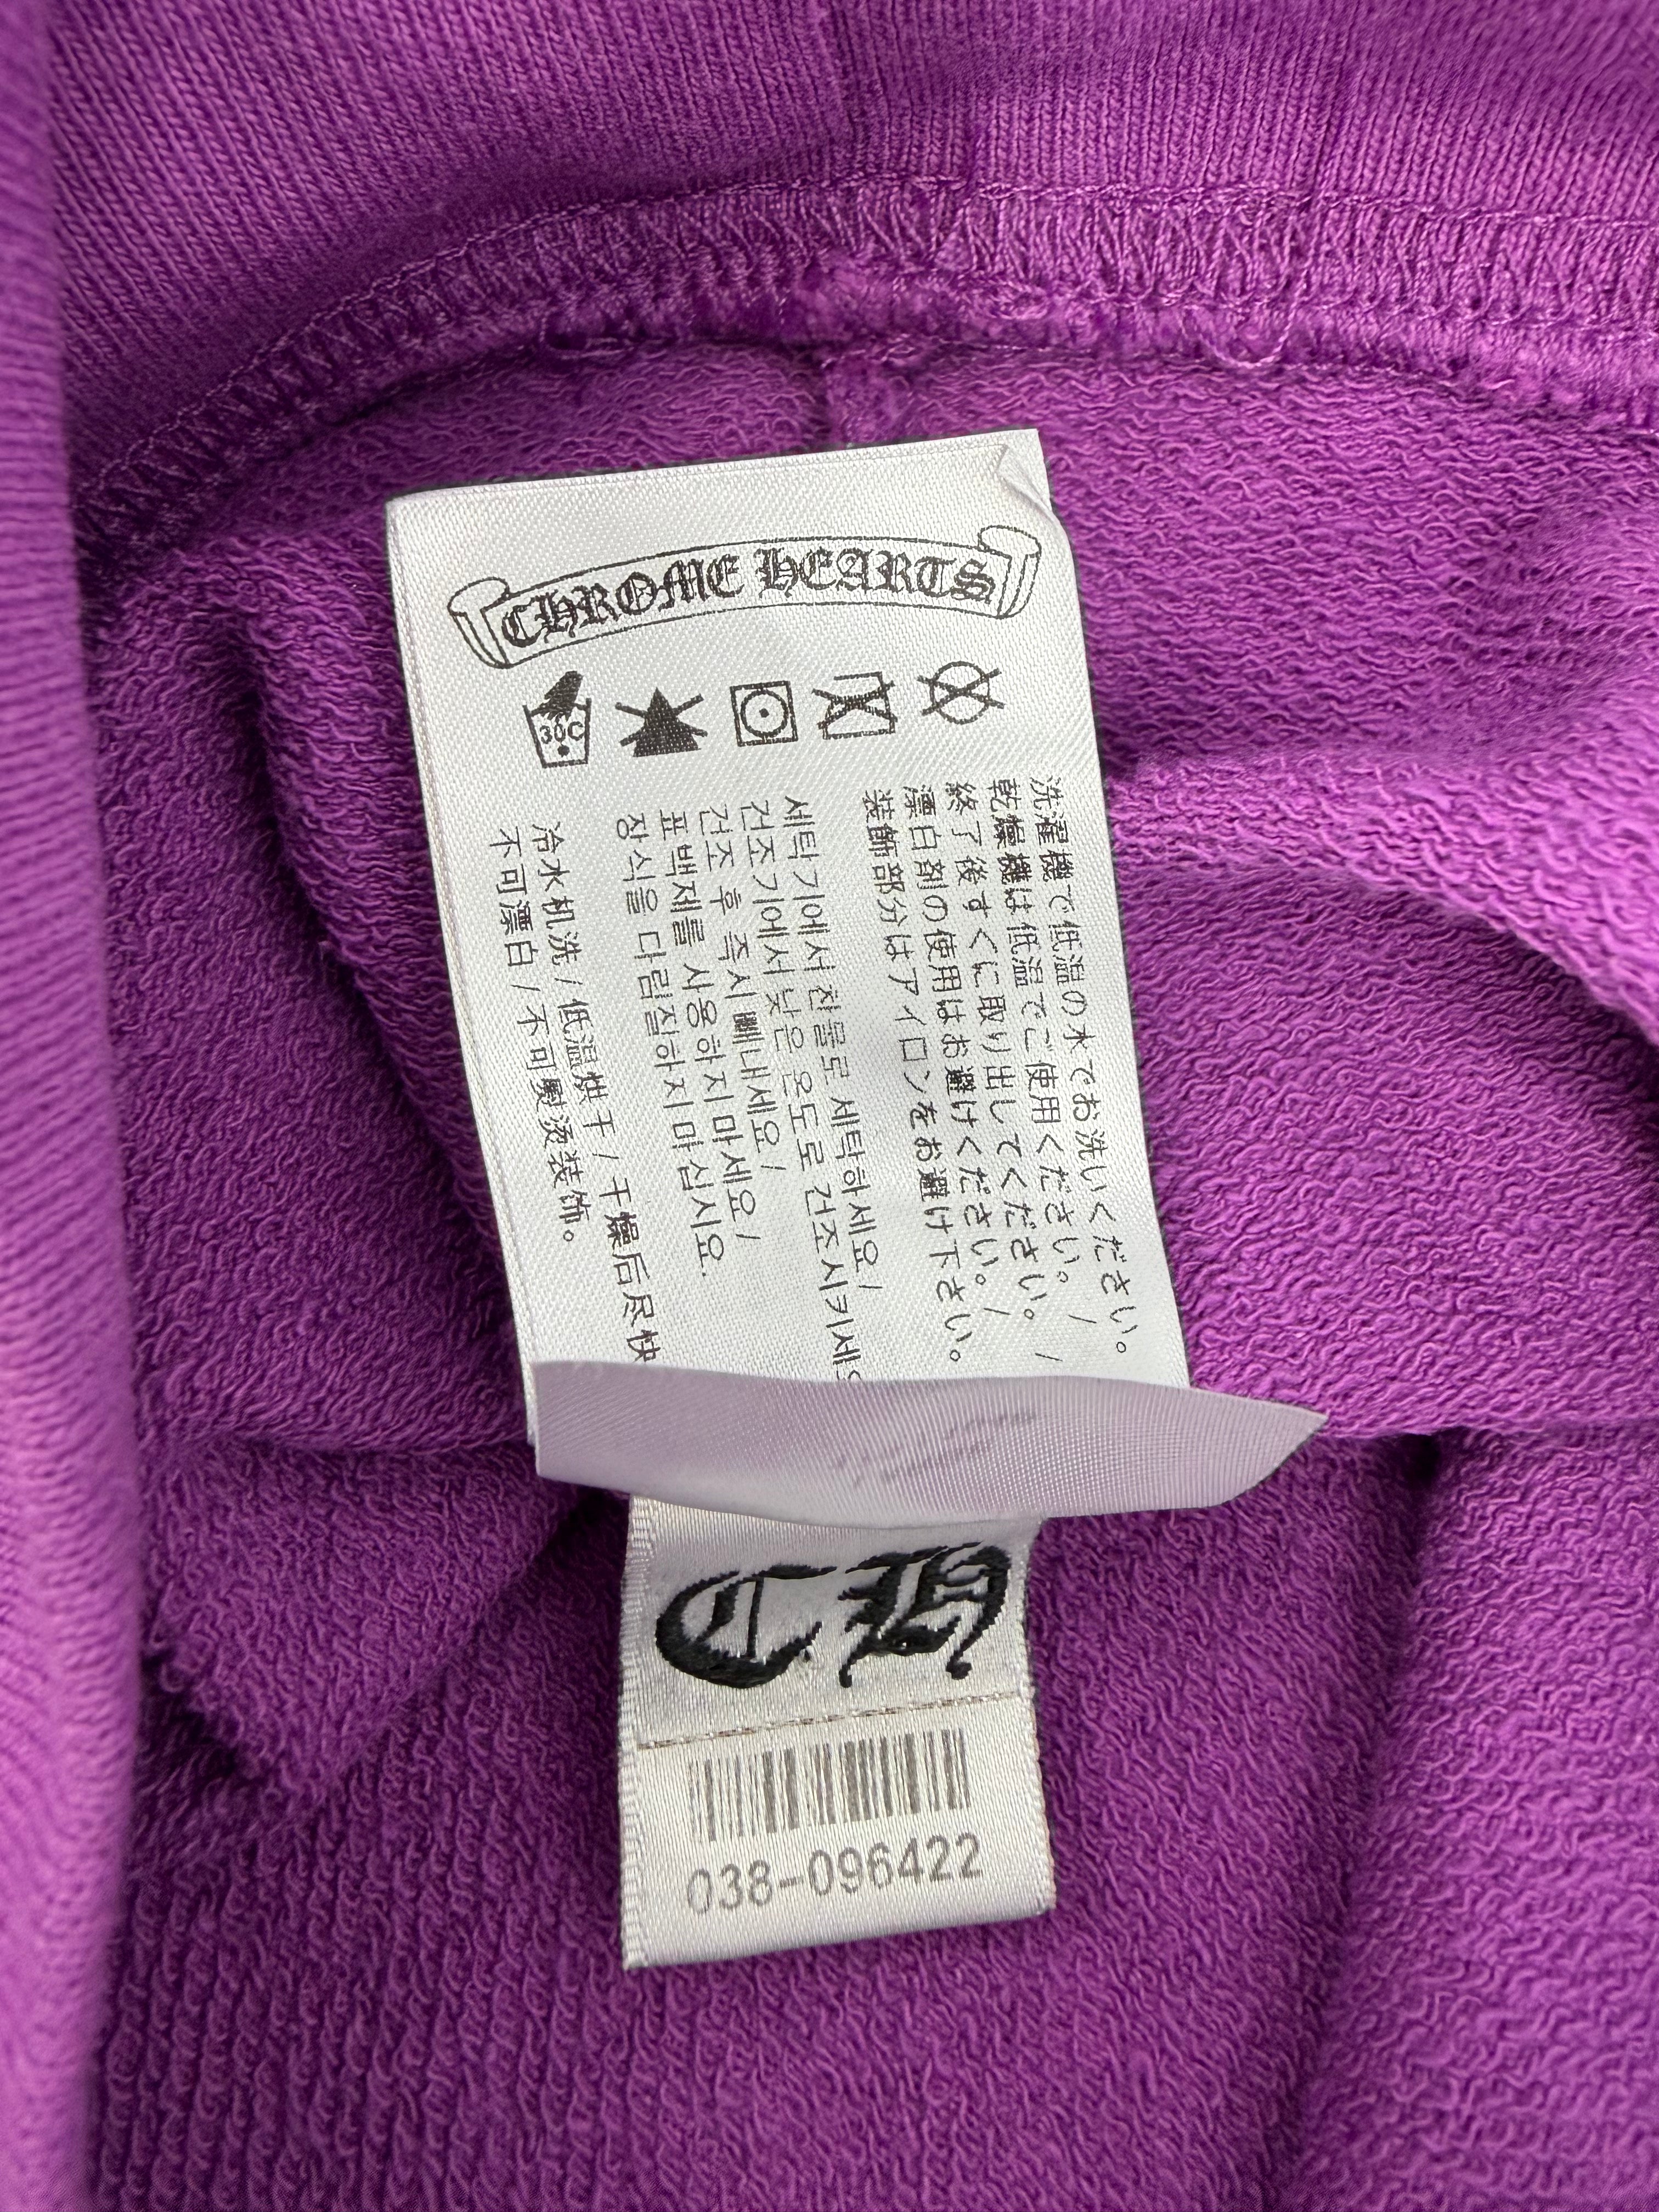 CHROME HEARTS
30C
洗濯機で低温の水でお洗いください。
乾燥機は低温でご使用ください。/
終了後すぐに取り出してください。/
漂白剤の使用はお避けください。/
装飾部分はアイロンをお避け下さい。
세탁기에서 찬물로 세탁하세요/
건조기에서 낮은 온도로 건조시키세요
건조 후 즉시 빼내세요/
표백제를 사용하지 마세요/
장식을 다림질하지 마십시요.
冷水机洗/低温烘干/干燥后尽快
不可漂白/不可熨烫装饰。
CH
038-096422